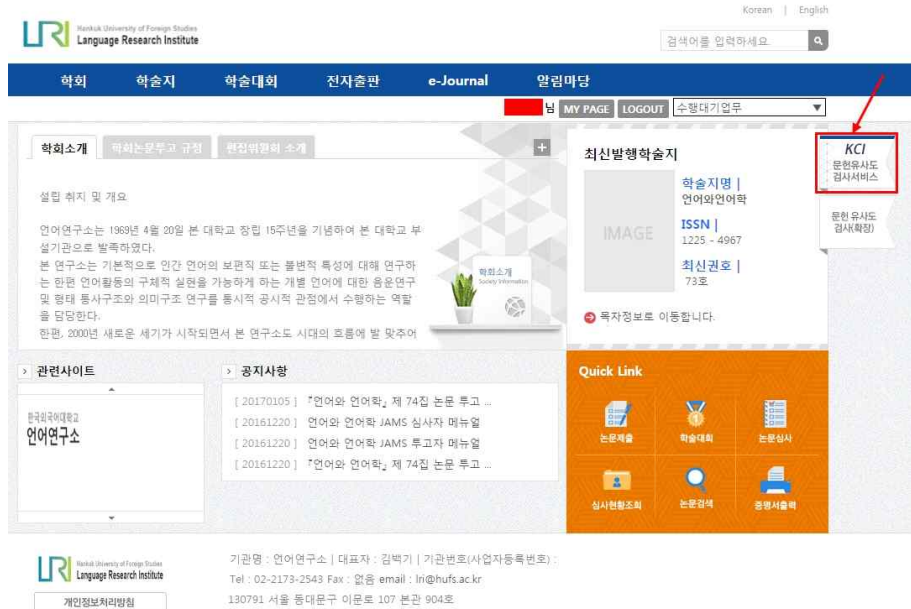 Korean | English
Hankuk University of Foreign Studies
Language Research Institute
검색어를 입력하세요.
학회 학술지 학술대회 전자출판 e-Journal 알림마당
님 MY PAGE LOGOUT 수행대기업무
학회소개 학회논문투고 규정 편집위원회 소개
설립 취지 및 개요
언어연구소는 1969년 4월 20일 본 대학교 창립 15주년을 기념하여 본 대학교 부
설기관으로 발족하였다.
본 연구소는 기본적으로 인간 언어의 보편직 또는 불변적 특성에 대해 연구하
는 한편 언어활동의 구체적 실현을 가능하게 하는 개별 언어에 대한 음운연구
및 형태 통사구조와 의미구조 연구를 통시적 공시적 관점에서 수행하는 역할
을 담당한다.
한편, 2000년 새로운 세기가 시작되면서 본 연구소도 시대의 흐름에 발 맞추어
학회소개
Society Information
최신발행학술지
IMAGE
학술지명 |
언어와언어학
ISSN |
1225 - 4967
최신권호 |
73호
목차정보로 이동합니다.
KCI
문헌유사도
검사서비스
문헌 유사도
검사(확장)
관련사이트
한국외국어대학교
언어연구소
공지사항
[ 20170105 ] 『언어와 언어학』 제 74집 논문 투고 ...
[ 20161220 ] 언어와 언어학 JAMS 심사자 메뉴얼
[ 20161220 ] 언어와 언어학 JAMS 투고자 메뉴얼
[ 20161220 ] 『언어와 언어학』 제 74집 논문 투고 ...
Quick Link
논문제출 학술대회 논문심사
심사현황조회 논문검색 증명서출력
Hankuk University of Foreign Studies
Language Research Institute
개인정보처리방침
기관명 : 언어연구소 | 대표자 : 김백기 | 기관번호(사업자등록번호) :
Tel : 02-2173-2543 Fax : 없음 email : lri@hufs.ac.kr
130791 서울 동대문구 이문로 107 본관 904호